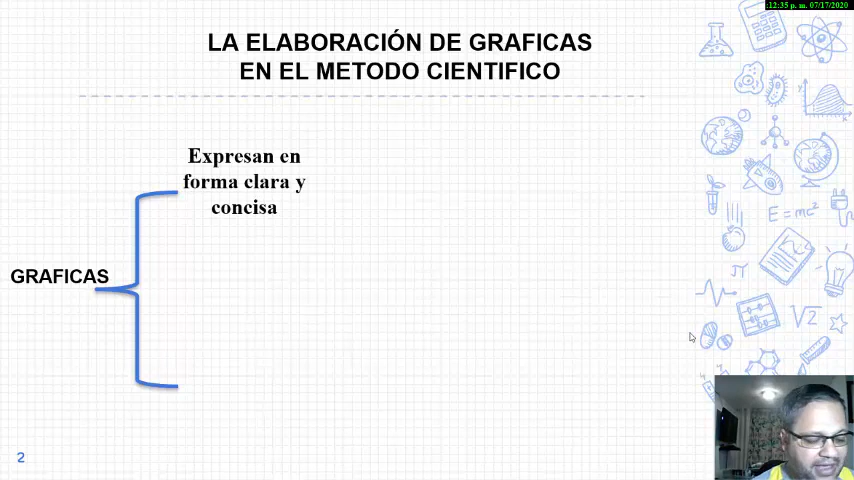 :12:35 p. m. 07/17/2020
LA ELABORACIÓN DE GRAFICAS
EN EL METODO CIENTIFICO
Expresan en
forma clara y
concisa
GRAFICAS
E=mc²
√2
2